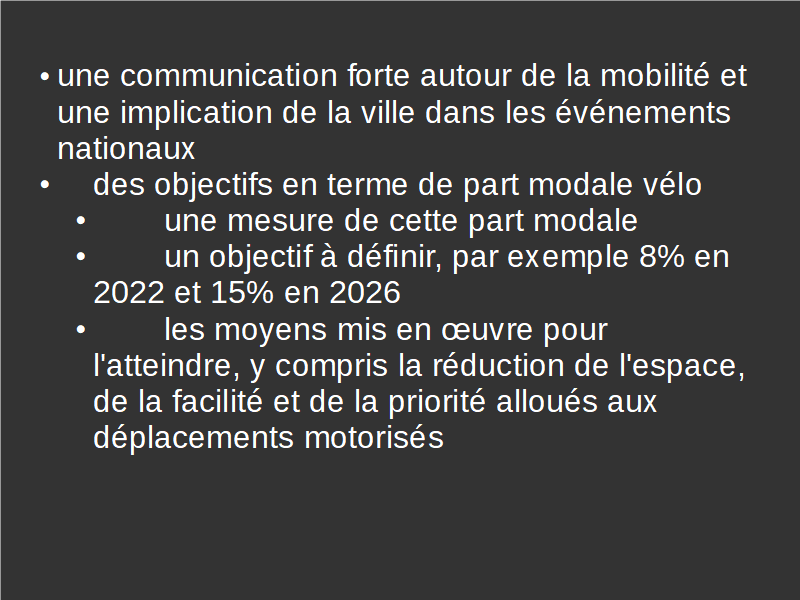 • une communication forte autour de la mobilité et
une implication de la ville dans les événements
nationaux
• des objectifs en terme de part modale vélo
• une mesure de cette part modale
• un objectif à définir, par exemple 8% en
2022 et 15% en 2026
• les moyens mis en œuvre pour
l'atteindre, y compris la réduction de l'espace,
de la facilité et de la priorité alloués aux
déplacements motorisés